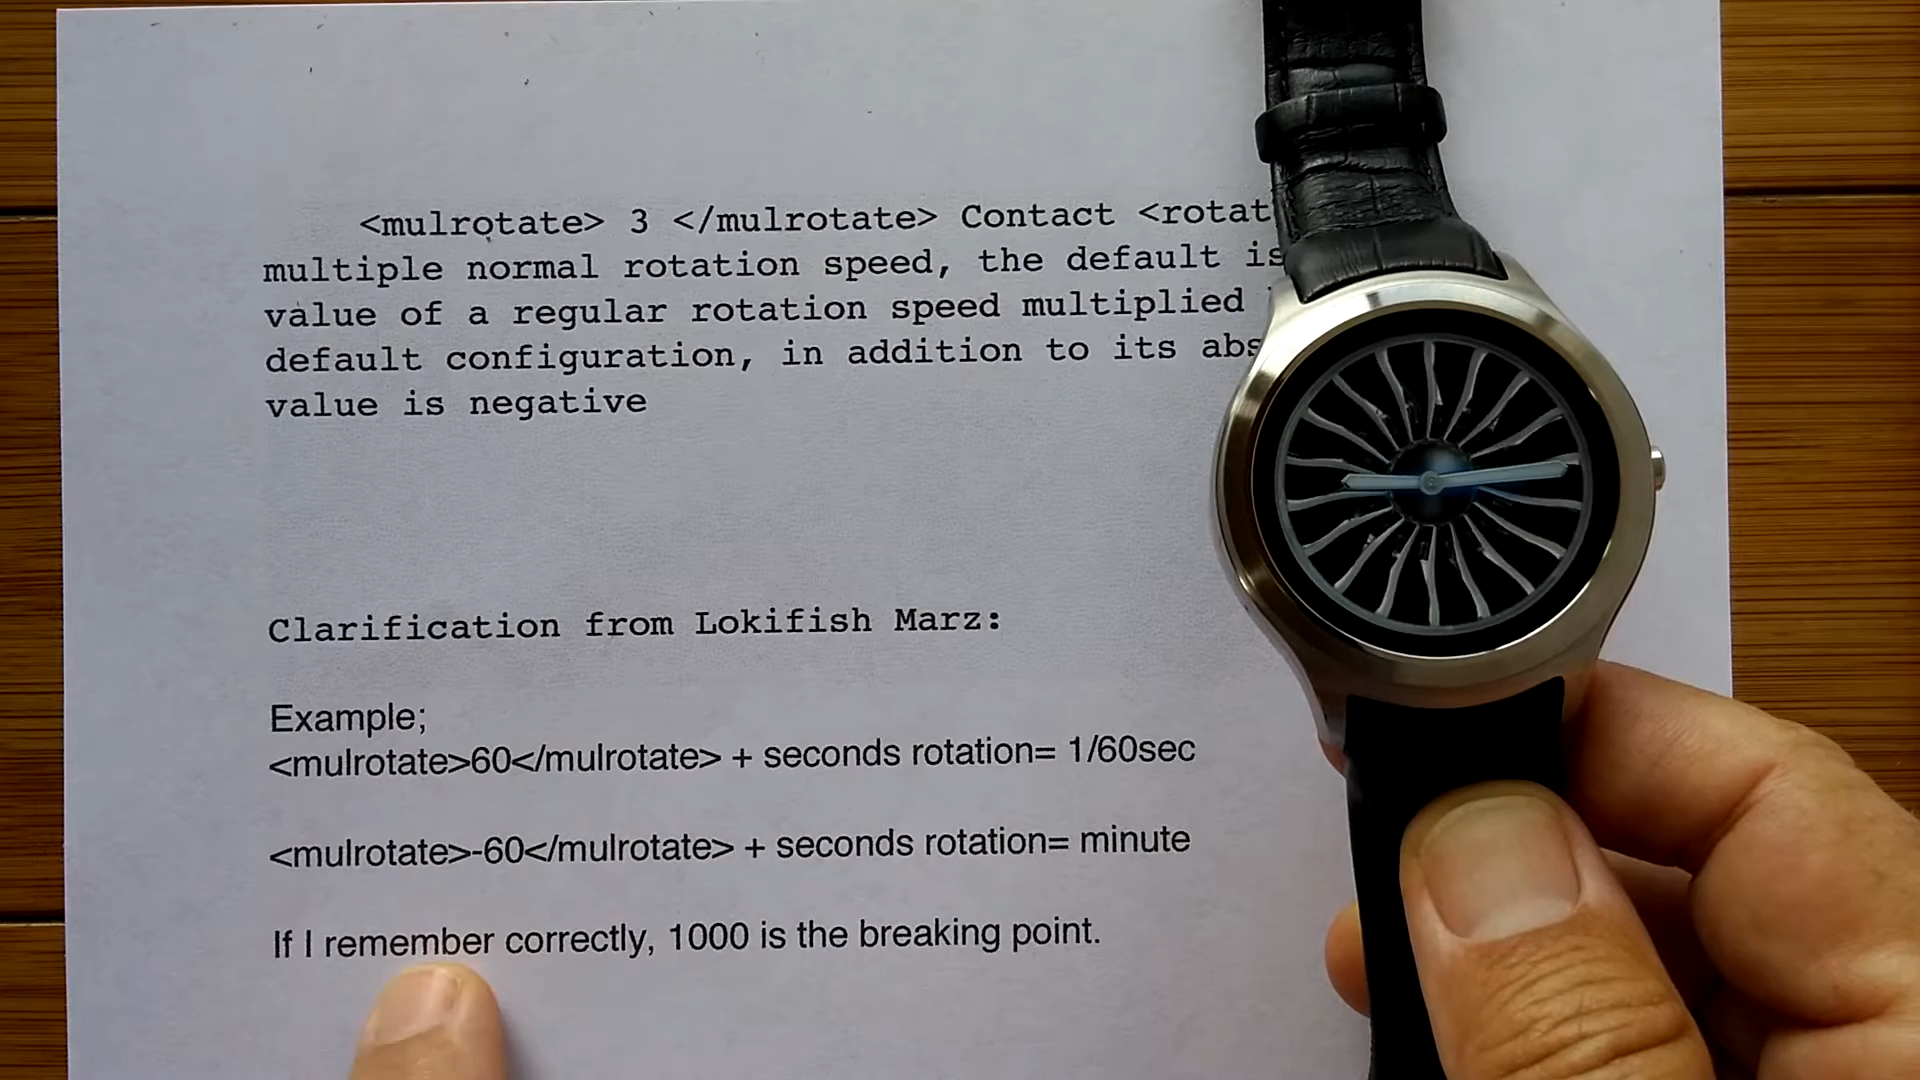 <mulrotate> 3 </mulrotate> Contact
multiple normal rotation speed, the default is
value of a regular rotation speed multiplied
default configuration, in addition to its
value is negative
Clarification from Lokifish Marz:
Example;
<mulrotate>60</mulrotate> + seconds rotation= 1/60sec
<mulrotate>-60</mulrotate> + seconds rotation= minute
If I remember correctly, 1000 is the breaking point.